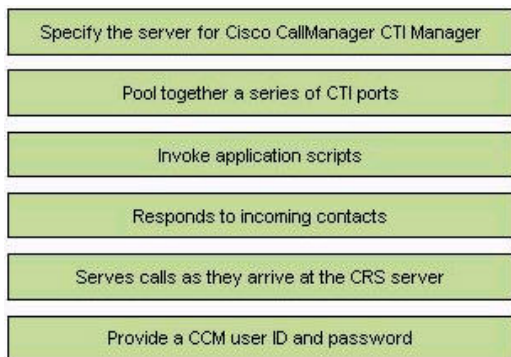 Specify the server for Cisco CallManager CTI Manager
Pool together a series of CTI ports
Invoke application scripts
Responds to incoming contacts
Serves calls as they arrive at the CRS server
Provide a CCM user ID and password